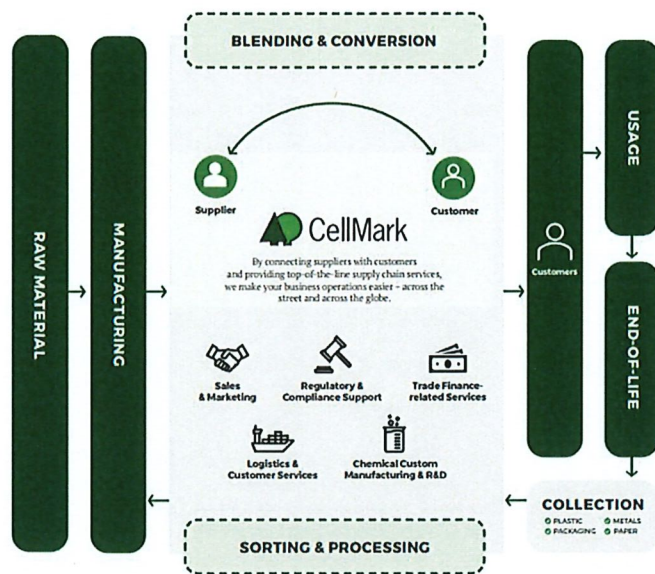 BLENDING & CONVERSION
RAW MATERIAL
MANUFACTURING
Supplier
Customer
CellMark
By connecting suppliers with customers
and providing top-of-the-line supply chain services,
we make your business operations easier – across the
street and across the globe.
Sales
& Marketing
Regulatory &
Compliance Support
Trade Finance-
related Services
Logistics &
Customer Services
Chemical Custom
Manufacturing & R&D
SORTING & PROCESSING
Customers
USAGE
END-OF-LIFE
COLLECTION
PLASTIC
METALS
PACKAGING
PAPER